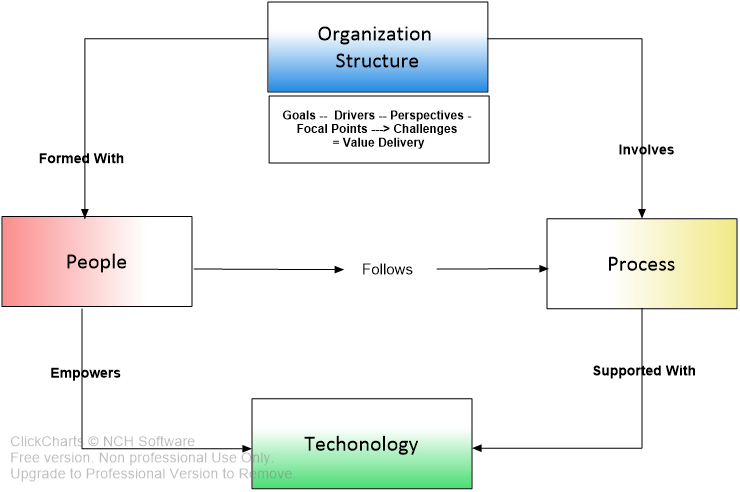 Organization
Structure
Goals -- Drivers -- Perspectives -
Focal Points ---> Challenges
= Value Delivery
Formed With
Involves
People
Follows
Process
Empowers
Supported With
Techonology
ClickCharts © NCH Software
Free version. Non professional Use Only.
Upgrade to Professional Version to Remove.